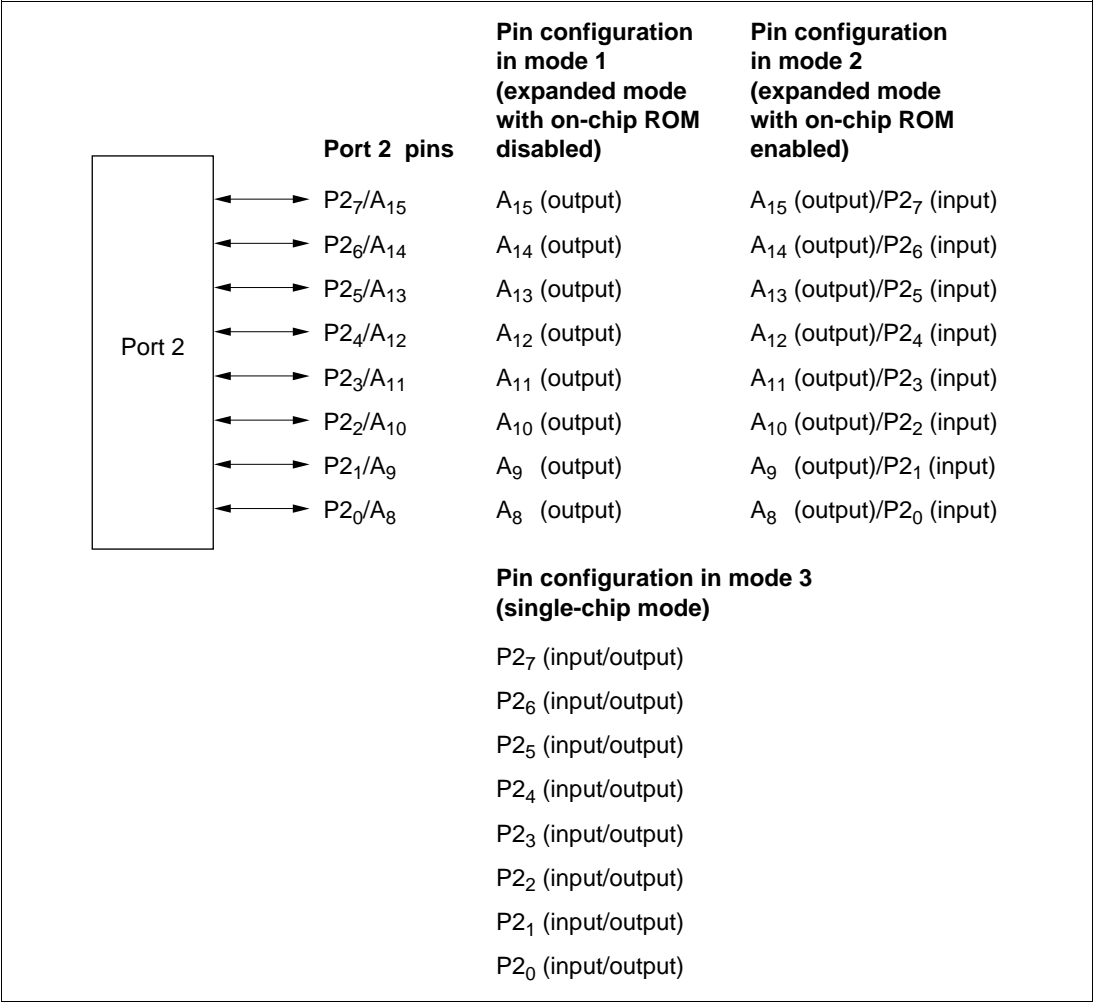 Pin configuration
in mode 1
(expanded mode
with on-chip ROM
disabled)
Pin configuration
in mode 2
(expanded mode
with on-chip ROM
enabled)
Port 2 pins
Port 2
P2₇/A₁₅ A₁₅ (output) A₁₅ (output)/P2₇ (input)
P2₆/A₁₄ A₁₄ (output) A₁₄ (output)/P2₆ (input)
P2₅/A₁₃ A₁₃ (output) A₁₃ (output)/P2₅ (input)
P2₄/A₁₂ A₁₂ (output) A₁₂ (output)/P2₄ (input)
P2₃/A₁₁ A₁₁ (output) A₁₁ (output)/P2₃ (input)
P2₂/A₁₀ A₁₀ (output) A₁₀ (output)/P2₂ (input)
P2₁/A₉ A₉ (output) A₉ (output)/P2₁ (input)
P2₀/A₈ A₈ (output) A₈ (output)/P2₀ (input)
Pin configuration in mode 3
(single-chip mode)
P2₇ (input/output)
P2₆ (input/output)
P2₅ (input/output)
P2₄ (input/output)
P2₃ (input/output)
P2₂ (input/output)
P2₁ (input/output)
P2₀ (input/output)